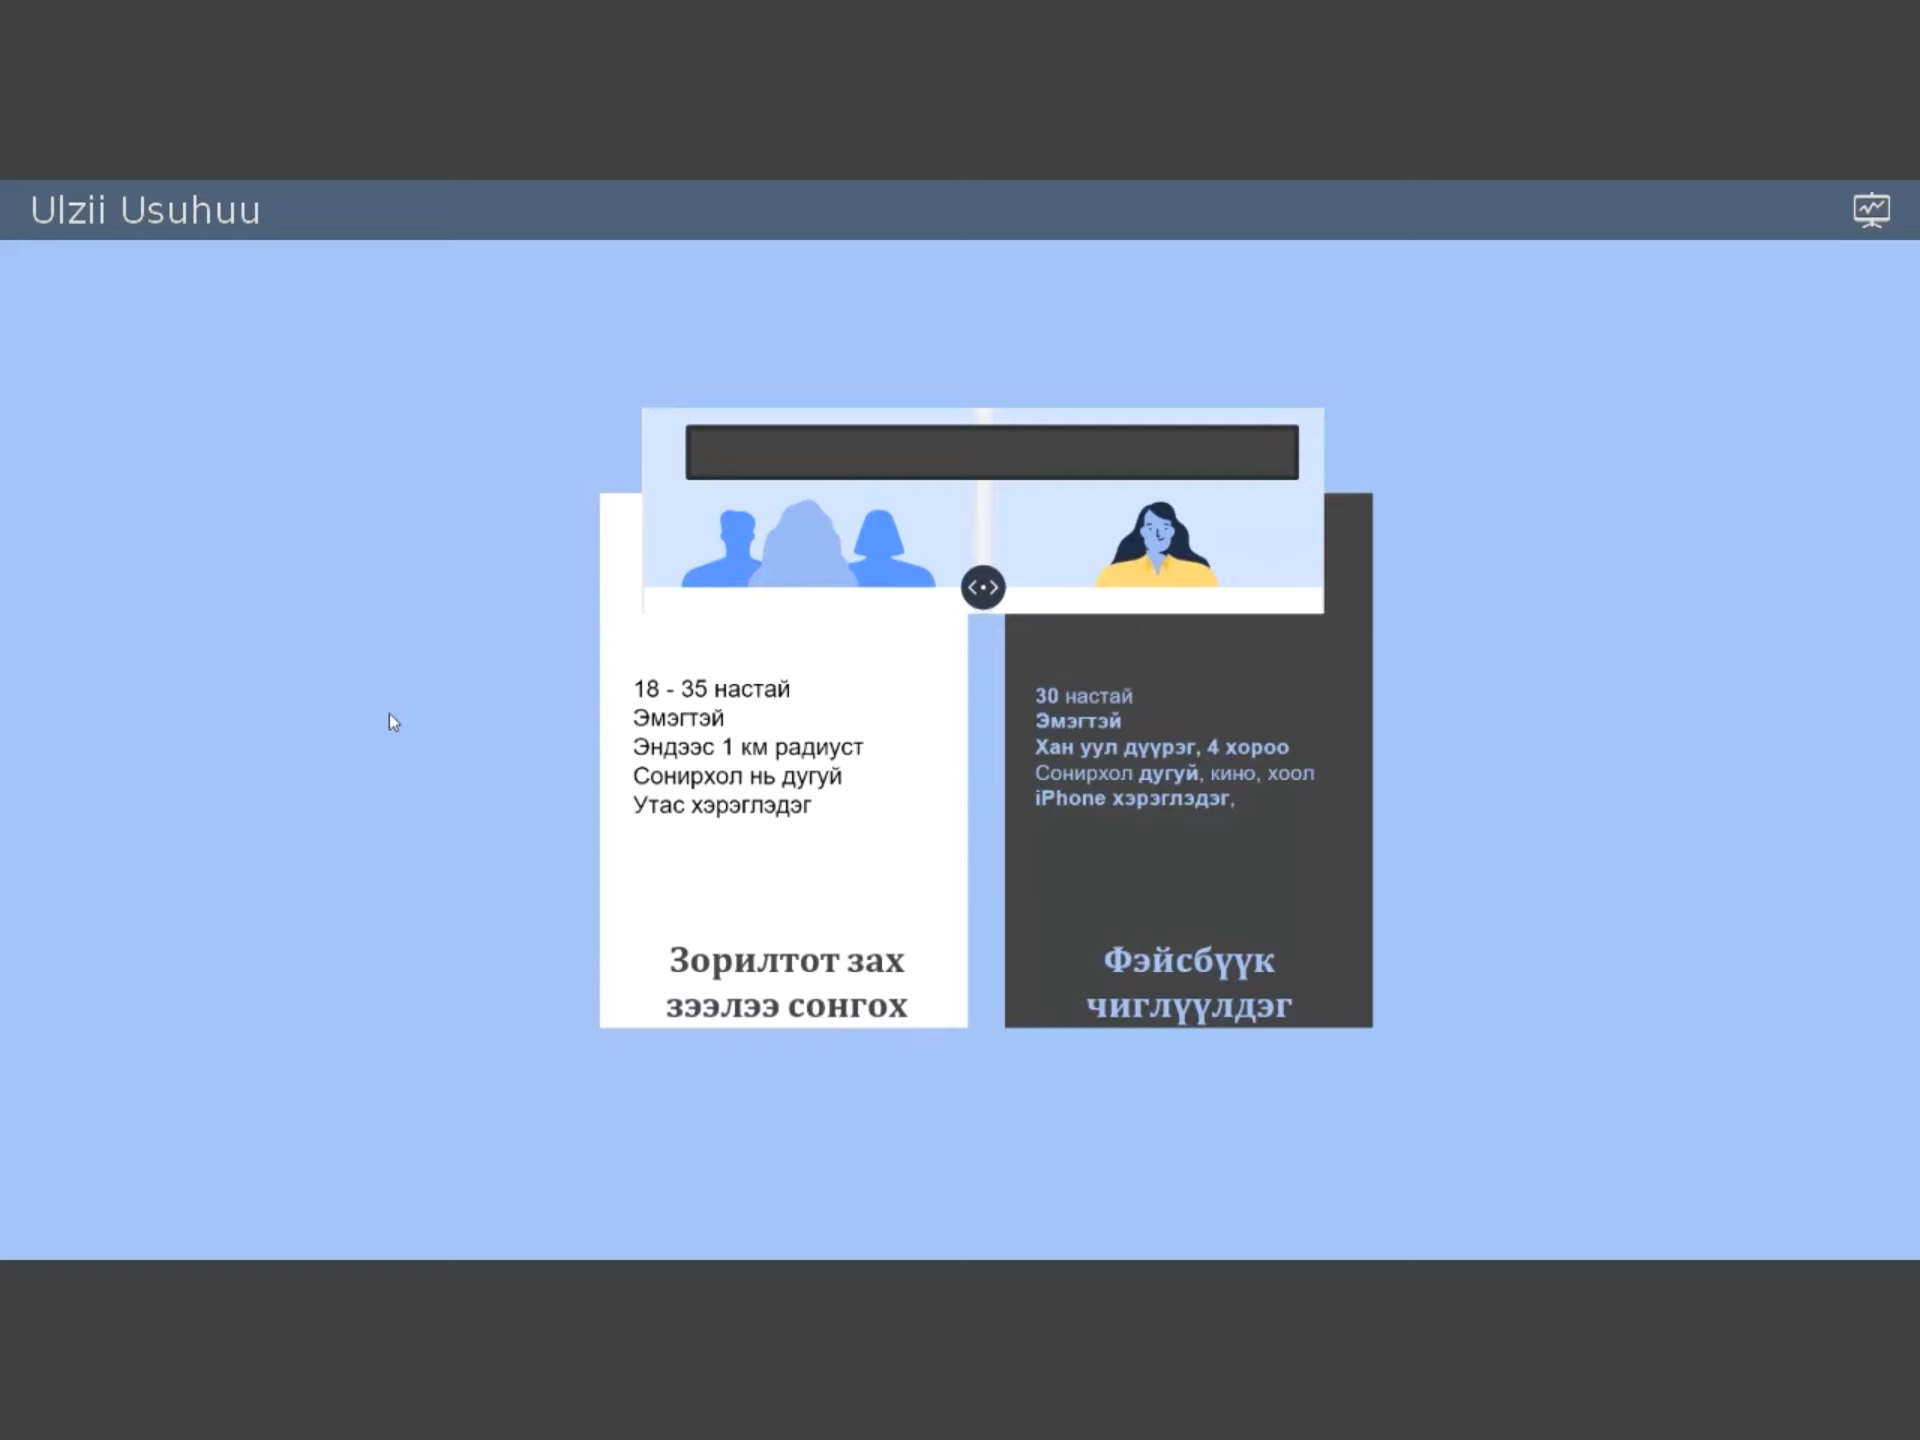 Ulzii Usuhuu
18 - 35 настай
Эмэгтэй
Эндээс 1 км радиуст
Сонирхол нь дугуй
Утас хэрэглэдэг
Зорилтот зах
зээлээ сонгох
30 настай
Эмэгтэй
Хан уул дүүрэг, 4 хороо
Сонирхол дугуй, кино, хоол
iPhone хэрэглэдэг,
Фэйсбүүк
чиглүүлдэг